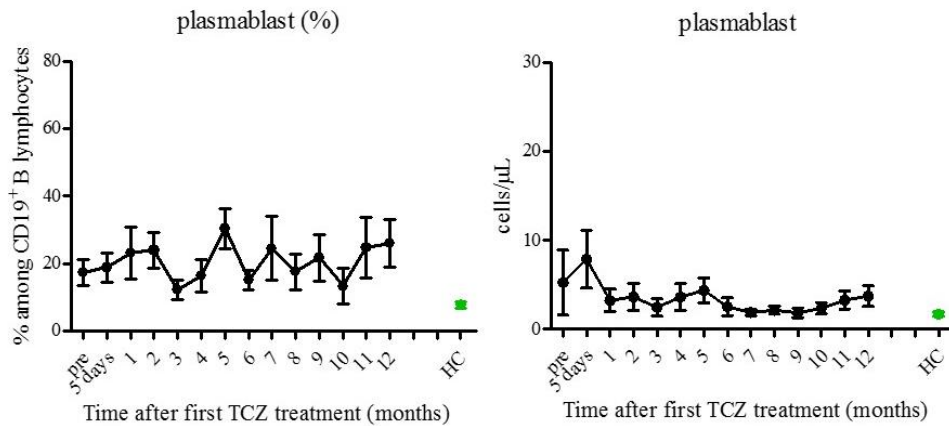 plasmablast (%)
% among CD19⁺ B lymphocytes
80
60
40
20
0
pre
5 days
1
2
3
4
5
6
7
8
9
10
11
12
HC
Time after first TCZ treatment (months)
plasmablast
cells/µL
30
20
10
0
pre
5 days
1
2
3
4
5
6
7
8
9
10
11
12
HC
Time after first TCZ treatment (months)